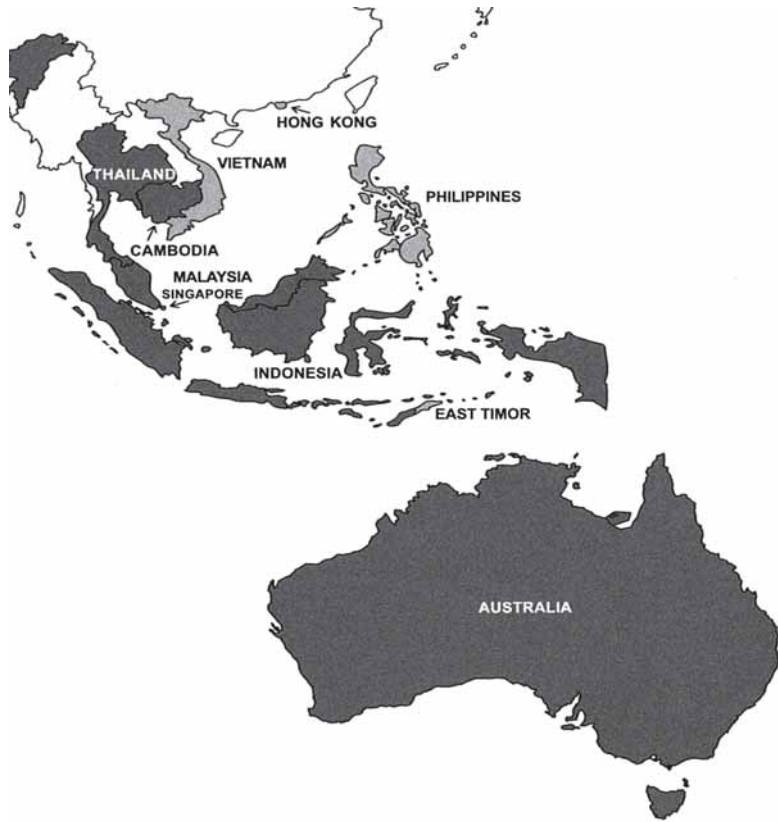 HONG KONG
VIETNAM
THAILAND
PHILIPPINES
CAMBODIA
MALAYSIA
SINGAPORE
INDONESIA
EAST TIMOR
AUSTRALIA